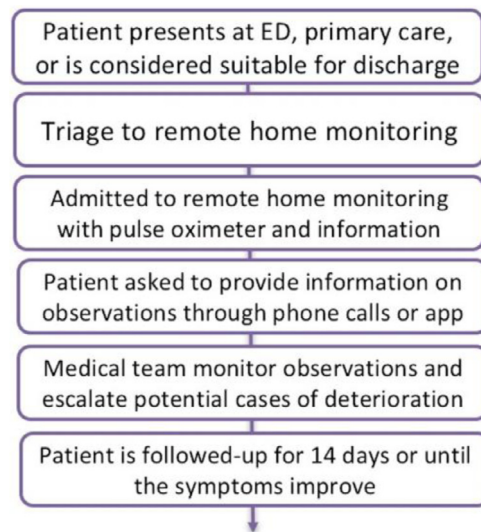 Patient presents at ED, primary care,
or is considered suitable for discharge
Triage to remote home monitoring
Admitted to remote home monitoring
with pulse oximeter and information
Patient asked to provide information on
observations through phone calls or app
Medical team monitor observations and
escalate potential cases of deterioration
Patient is followed-up for 14 days or until
the symptoms improve